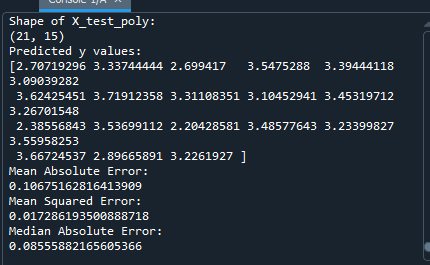 Console 1/A
Shape of X_test_poly:
(21, 15)
Predicted y values:
[2.70719296 3.33744444 2.699417   3.5475288  3.39444118
3.09039282
 3.62425451 3.71912358 3.31108351 3.10452941 3.45319712
3.26701548
 2.38556843 3.53699112 2.20428581 3.48577643 3.23399827
3.55958253
 3.66724537 2.89665891 3.2261927 ]
Mean Absolute Error:
0.10675162816413909
Mean Squared Error:
0.017286193500888718
Median Absolute Error:
0.08555882165605366